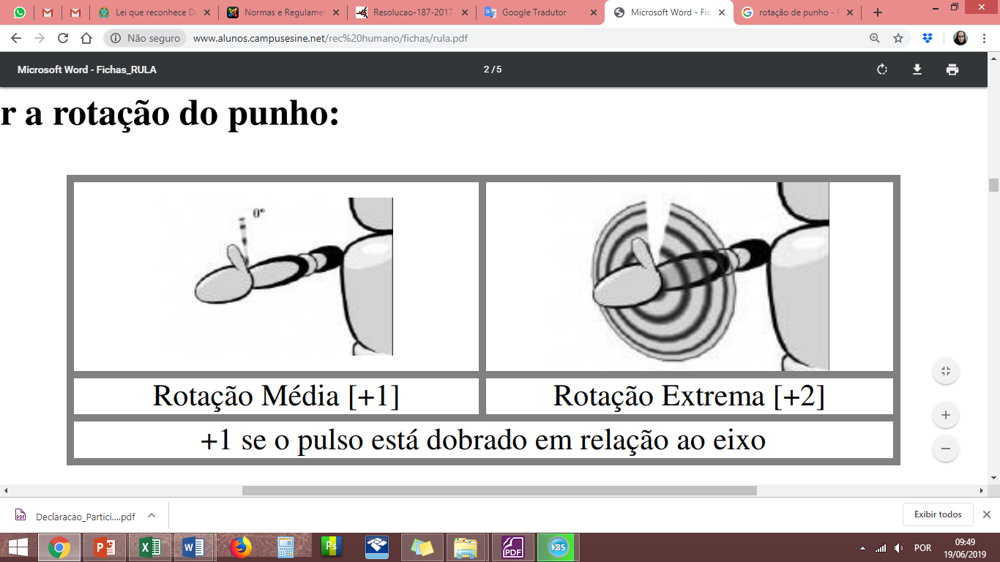 Lei que reconhece De
Normas e Regulamen
Resolucao-187-2017
Google Tradutor
Microsoft Word - Fich
rotação de punho - P
Não seguro
www.alunos.campusesine.net/rec%20humano/fichas/rula.pdf
Microsoft Word - Fichas_RULA
2 / 5
r a rotação do punho:
0°
Rotação Média [+1]
Rotação Extrema [+2]
+1 se o pulso está dobrado em relação ao eixo
Declaracao_Partici....pdf
Exibir todos
POR
09:49
19/06/2019